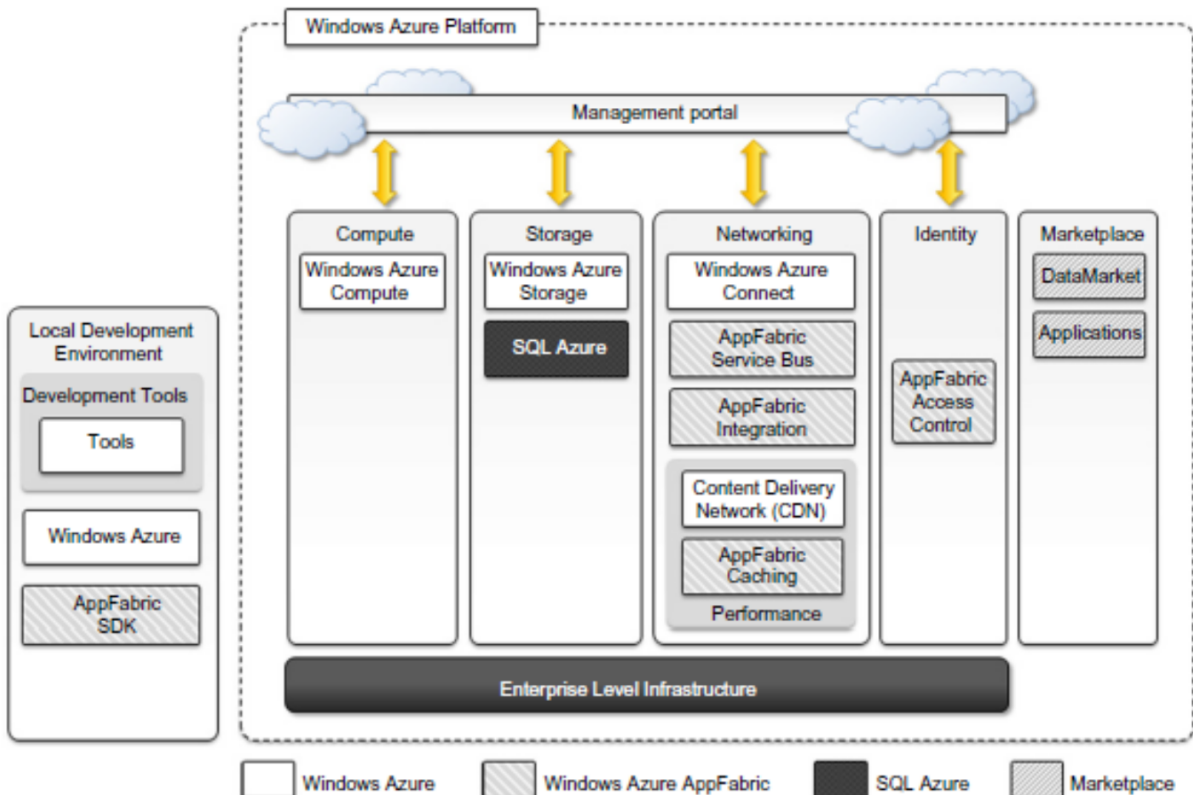 Windows Azure Platform
Management portal
Compute
Windows Azure
Compute
Storage
Windows Azure
Storage
SQL Azure
Networking
Windows Azure
Connect
AppFabric
Service Bus
AppFabric
Integration
Content Delivery
Network (CDN)
AppFabric
Caching
Performance
Identity
AppFabric
Access
Control
Marketplace
DataMarket
Applications
Local Development
Environment
Development Tools
Tools
Windows Azure
AppFabric
SDK
Enterprise Level Infrastructure
Windows Azure
Windows Azure AppFabric
SQL Azure
Marketplace